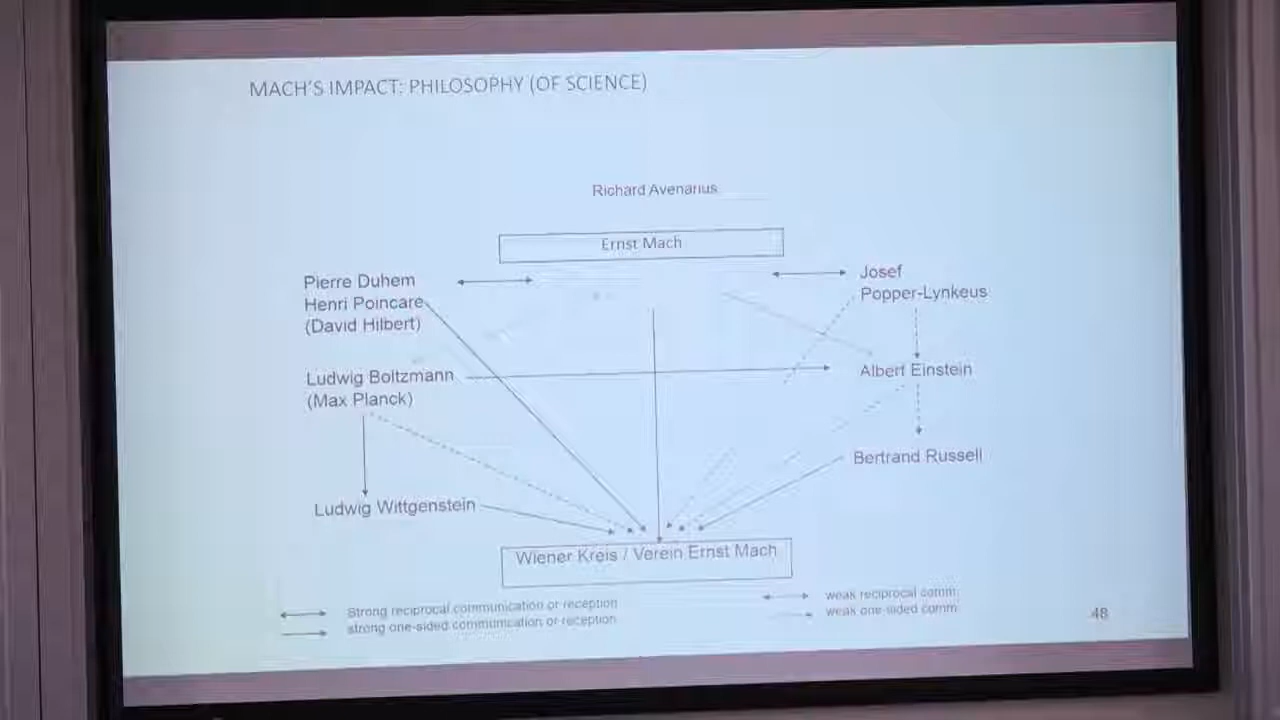 MACH'S IMPACT: PHILOSOPHY (OF SCIENCE)
Richard Avenarius
Ernst Mach
Pierre Duhem
Henri Poincare
(David Hilbert)
Josef
Popper-Lynkeus
Ludwig Boltzmann
(Max Planck)
Albert Einstein
Bertrand Russell
Ludwig Wittgenstein
Wiener Kreis / Verein Ernst Mach
Strong reciprocal communication or reception
strong one-sided communication or reception
weak reciprocal comm.
weak one-sided comm.
48